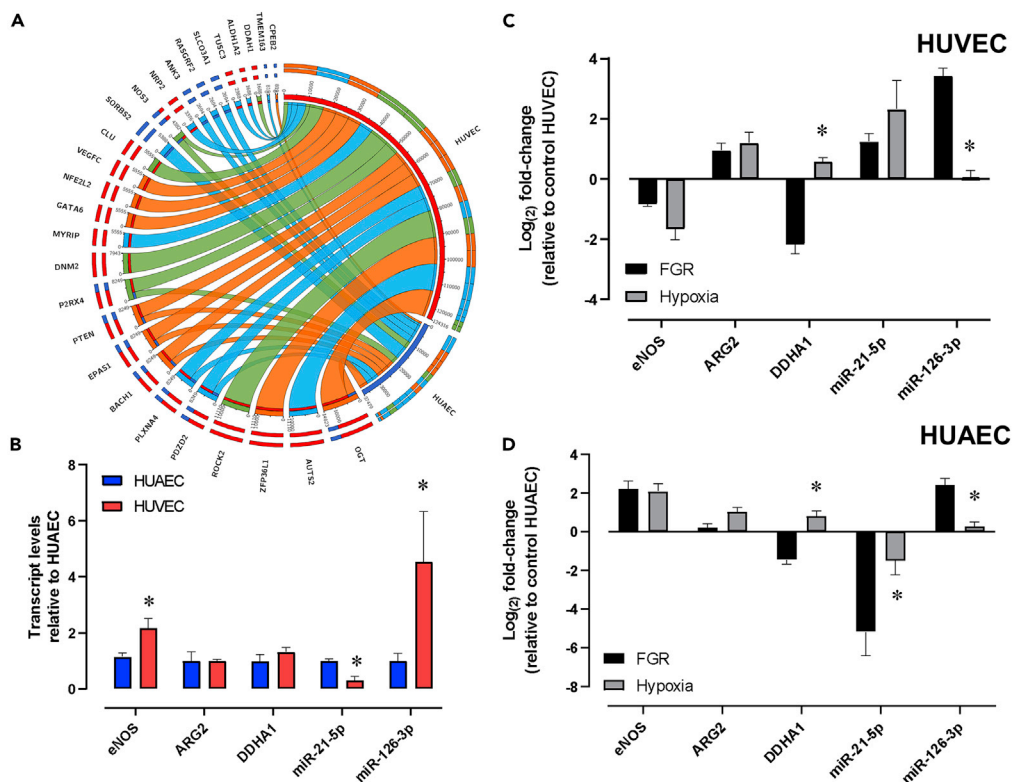 A
CPEB2
TMEM163
DDAH1
ALDH1A2
TUSC3
SLCO3A1
RASGRF2
ANK3
NRP2
NOS3
SORBS2
CLU
VEGFC
NFE2L2
GATA6
MYRIP
DNM2
P2RX4
PTEN
EPAS1
BACH1
PLXNA4
PDZD2
ROCK2
ZFP36L1
AUTS2
OGT
HUAEC
HUVEC
B
Transcript levels
relative to HUAEC
8
6
4
2
0
HUAEC
HUVEC
*
*
*
eNOS
ARG2
DDHA1
miR-21-5p
miR-126-3p
C
HUVEC
Log(2) fold-change
(relative to control HUVEC)
4
2
0
-2
-4
*
*
FGR
Hypoxia
eNOS
ARG2
DDHA1
miR-21-5p
miR-126-3p
D
HUAEC
Log(2) fold-change
(relative to control HUAEC)
4
2
0
-2
-4
-6
-8
*
*
*
FGR
Hypoxia
eNOS
ARG2
DDHA1
miR-21-5p
miR-126-3p